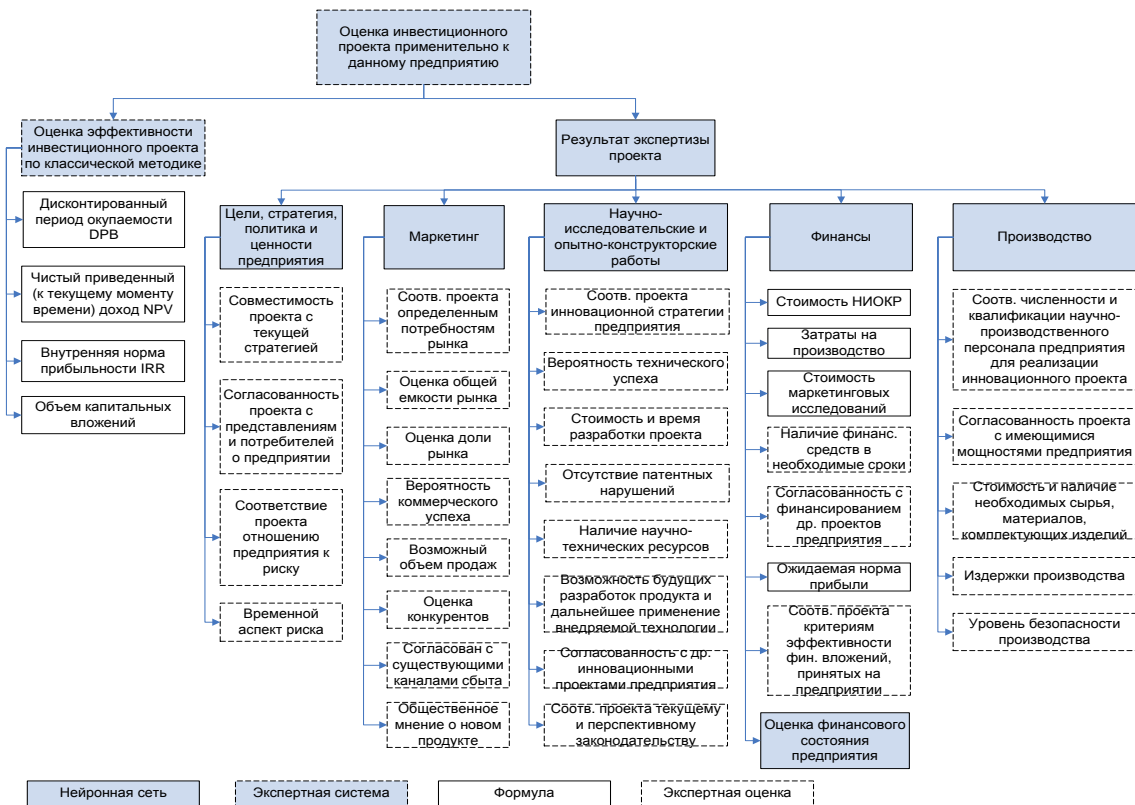 Оценка инвестиционного
проекта применительно к
данному предприятию
Оценка эффективности
инвестиционного проекта
по классической методике
Результат экспертизы
проекта
Дисконтированный
период окупаемости
DPB
Чистый приведенный
(к текущему моменту
времени) доход NPV
Внутренняя норма
прибыльности IRR
Объем капитальных
вложений
Цели, стратегия,
политика и
ценности
предприятия
Совместимость
проекта с
текущей
стратегией
Согласованность
проекта с
представлениям
и потребителей
о предприятии
Соответствие
проекта
отношению
предприятия к
риску
Временной
аспект риска
Маркетинг
Соотв. проекта
определенным
потребностям
рынка
Оценка общей
емкости рынка
Оценка доли
рынка
Вероятность
коммерческого
успеха
Возможный
объем продаж
Оценка
конкурентов
Согласован с
существующими
каналами сбыта
Общественное
мнение о новом
продукте
Научно-
исследовательские и
опытно-конструкторские
работы
Соотв. проекта
инновационной стратегии
предприятия
Вероятность технического
успеха
Стоимость и время
разработки проекта
Отсутствие патентных
нарушений
Наличие научно-
технических ресурсов
Возможность будущих
разработок продукта и
дальнейшее применение
внедряемой технологии
Согласованность с др.
инновационными
проектами предприятия
Соотв. проекта текущему
и перспективному
законодательству
Финансы
Стоимость НИОКР
Затраты на
производство
Стоимость
маркетинговых
исследований
Наличие финанс.
средств в
необходимые сроки
Согласованность с
финансированием
др. проектов
предприятия
Ожидаемая норма
прибыли
Соотв. проекта
критериям
эффективности
фин. вложений,
принятых на
предприятии
Оценка финансового
состояния
предприятия
Производство
Соотв. численности и
квалификации научно-
производственного
персонала предприятия
для реализации
инновационного проекта
Согласованность проекта
с имеющимися
мощностями предприятия
Стоимость и наличие
необходимых сырья,
материалов,
комплектующих изделий
Издержки производства
Уровень безопасности
производства
Нейронная сеть
Экспертная система
Формула
Экспертная оценка